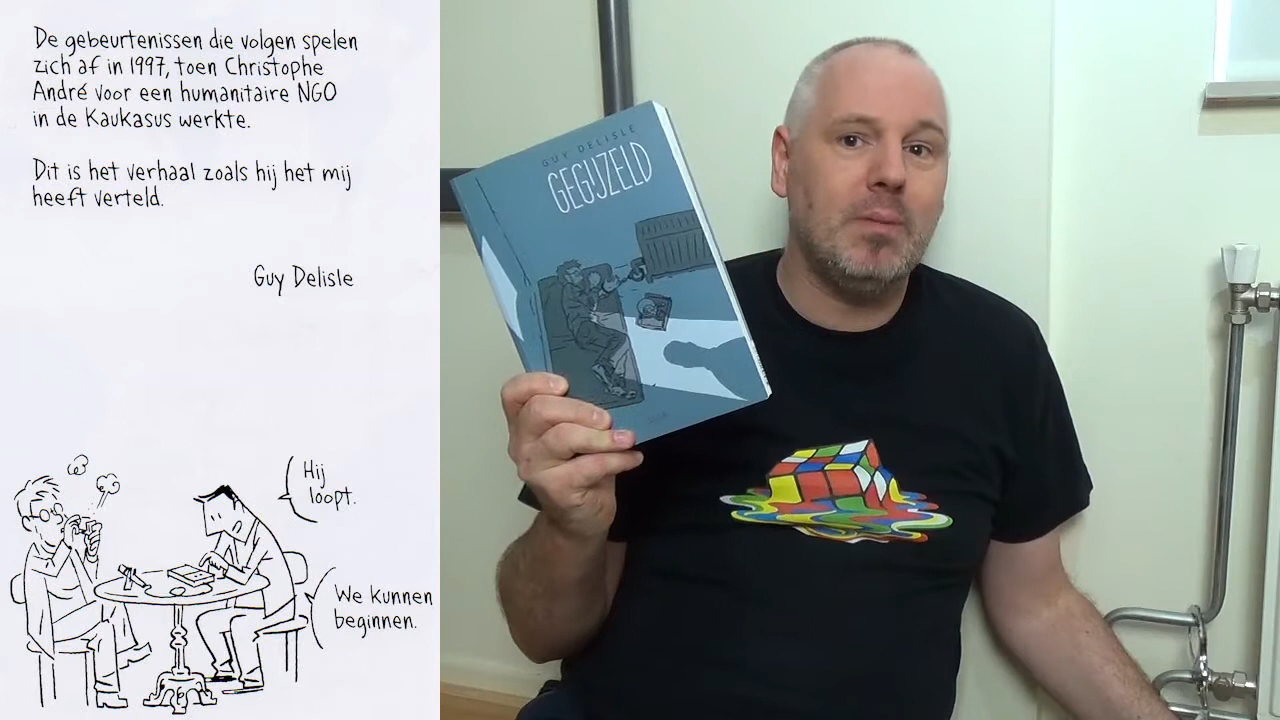 De gebeurtenissen die volgen spelen
zich af in 1997, toen Christophe
André voor een humanitaire NGO
in de Kaukasus werkte.
Dit is het verhaal zoals hij het mij
heeft verteld.
Guy Delisle
Hij
loopt.
We kunnen
beginnen.
GUY DELISLE
GEGIJZELD